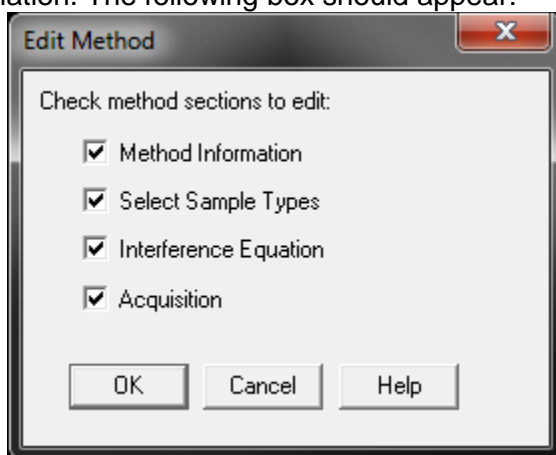 ation. The following box should appear:
Edit Method
Check method sections to edit:
Method Information
Select Sample Types
Interference Equation
Acquisition
OK Cancel Help